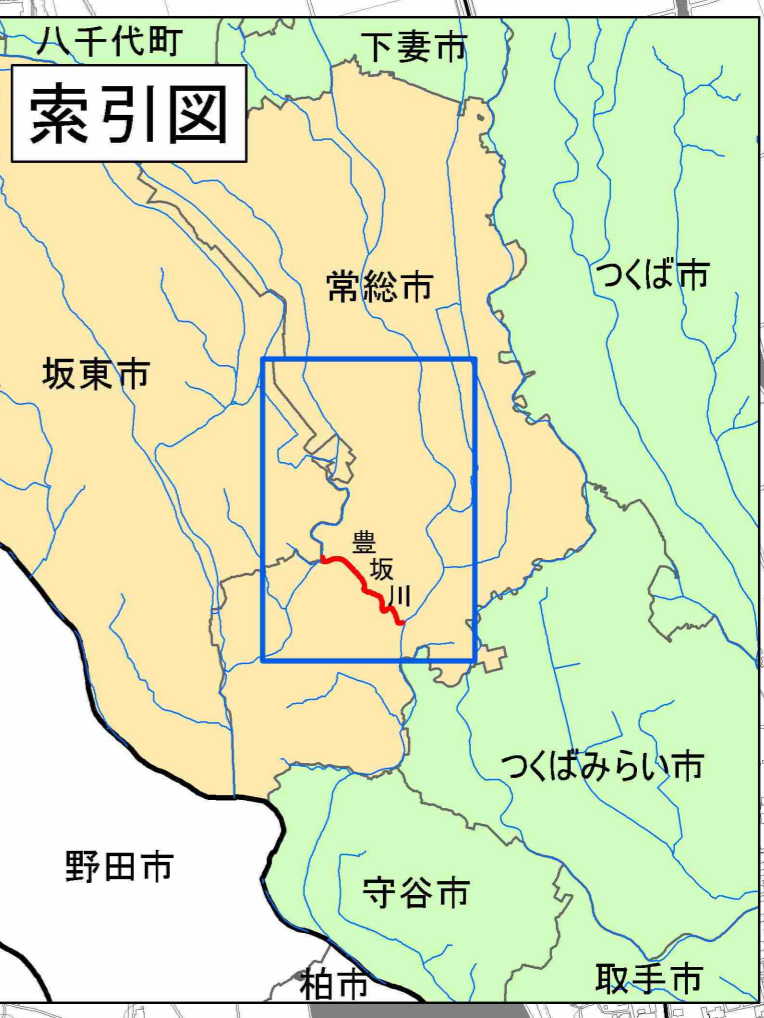 八千代町
下妻市
索引図
常総市
つくば市
坂東市
豊坂川
つくばみらい市
野田市
守谷市
柏市
取手市